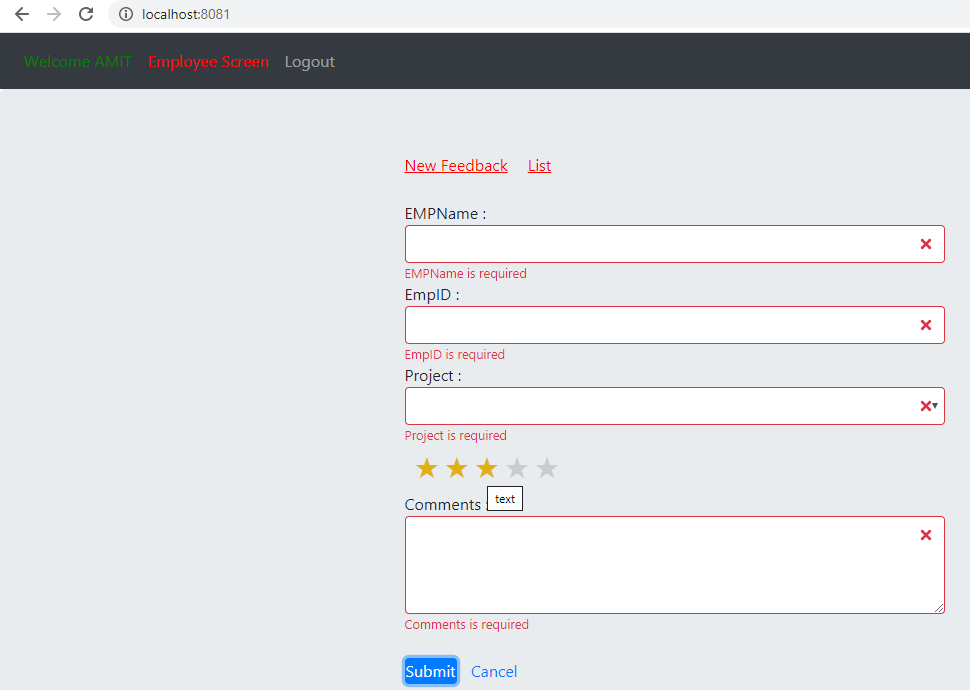 localhost:8081
Welcome AMIT Employee Screen Logout
New Feedback List
EMPName :
EMPName is required
EmpID :
EmpID is required
Project :
Project is required
text
Comments :
Comments is required
Submit Cancel